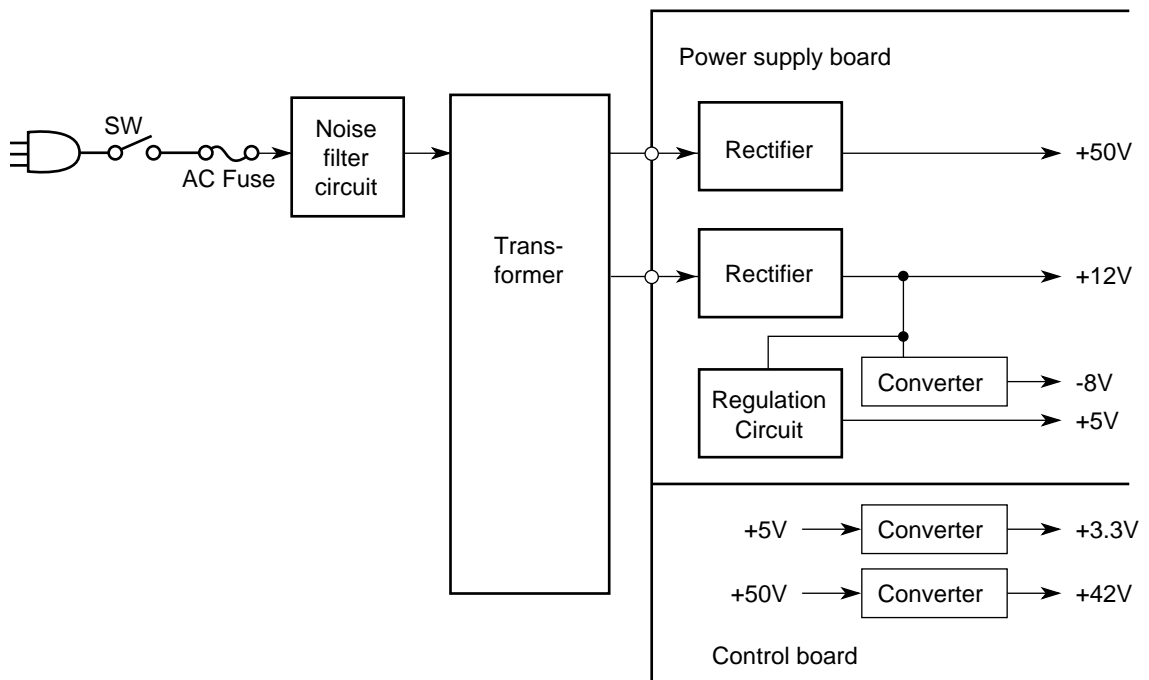 Power supply board
SW
AC Fuse
Noise
filter
circuit
Trans-
former
Rectifier
+50V
Rectifier
+12V
Converter
-8V
Regulation
Circuit
+5V
+5V
Converter
+3.3V
+50V
Converter
+42V
Control board